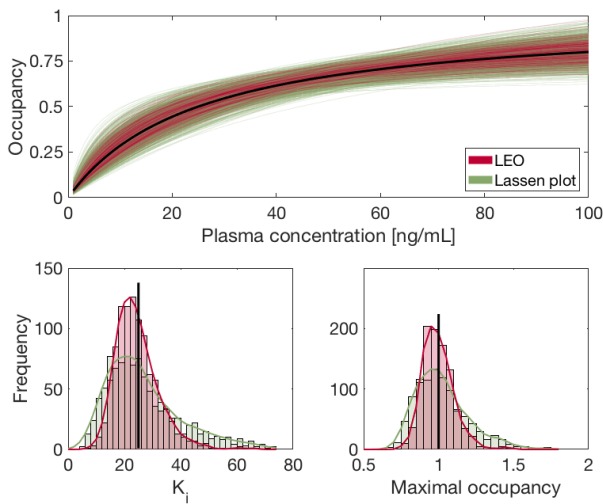 1
0.75
0.5
0.25
0
Occupancy
LEO
Lassen plot
0 20 40 60 80 100
Plasma concentration [ng/mL]
150
100
50
0
Frequency
0 20 40 60 80
K_i
200
100
0
0.5 1 1.5 2
Maximal occupancy